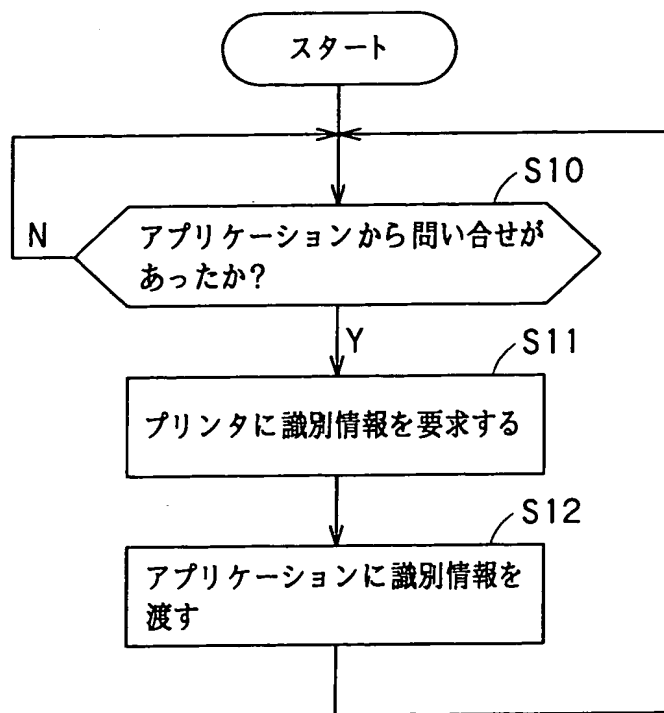 スタート
S10
N
アプリケーションから問い合せが
あったか?
Y
S11
プリンタに識別情報を要求する
S12
アプリケーションに識別情報を
渡す